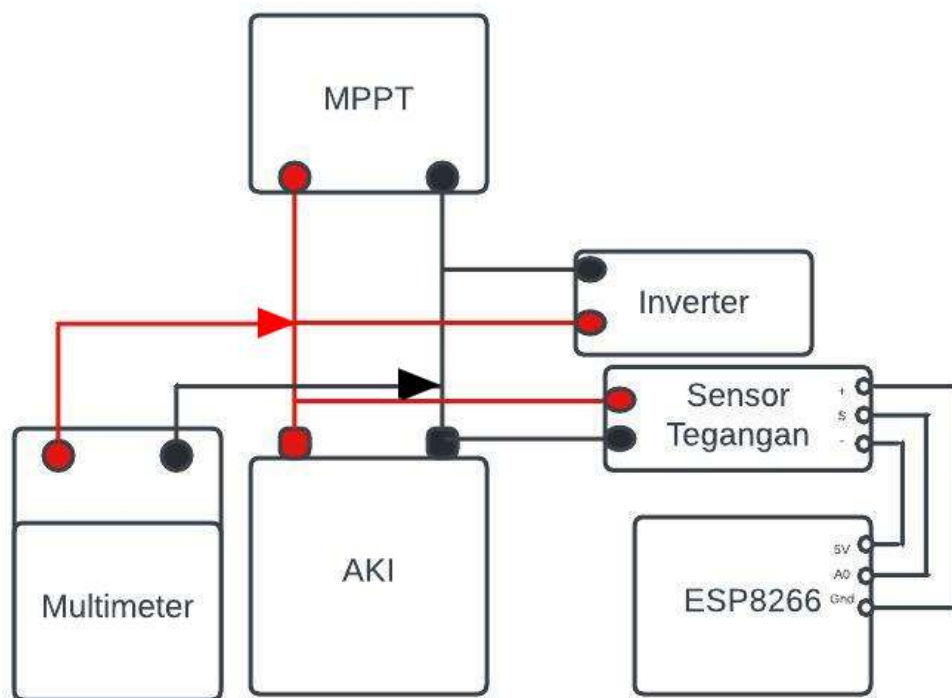 MPPT
Inverter
Sensor
Tegangan
+
S
-
Multimeter
AKI
ESP8266
5V
A0
Gnd